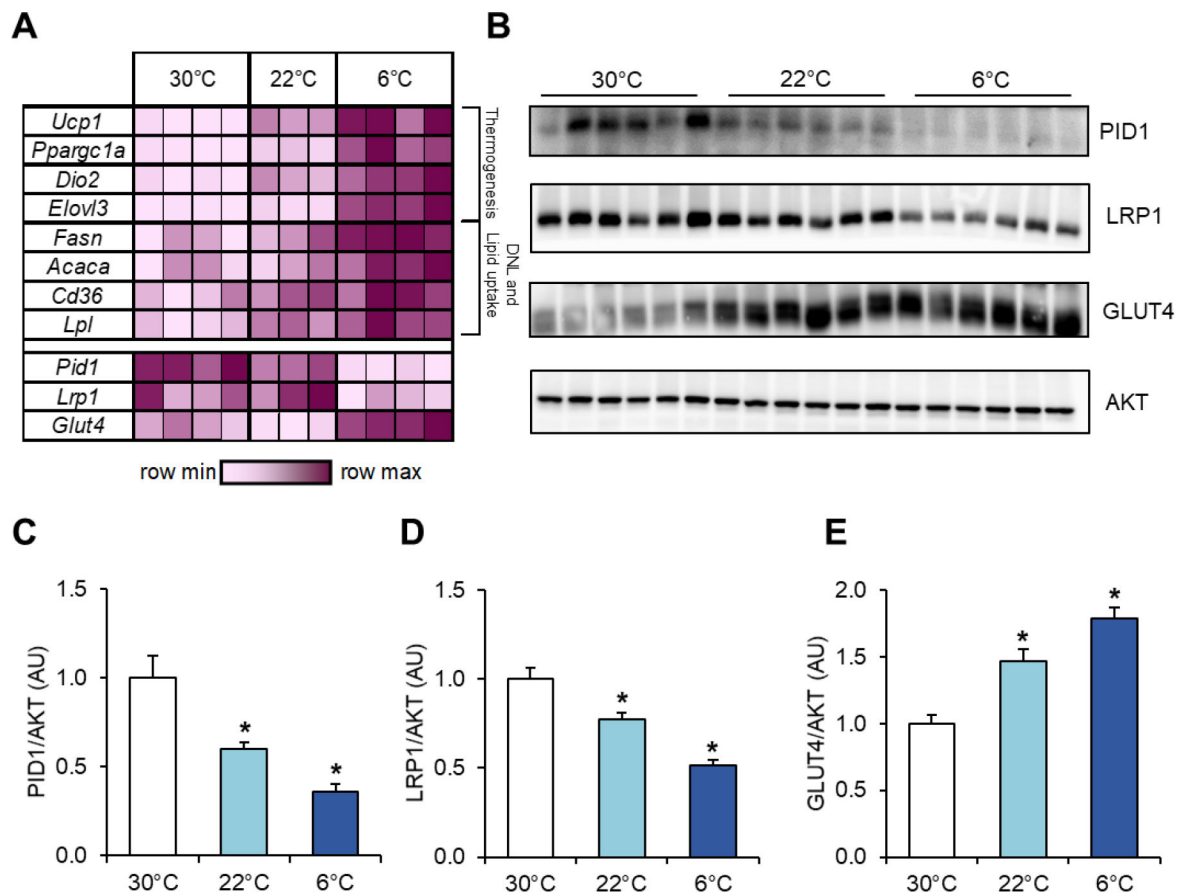 A
30°C 22°C 6°C
Ucp1
Ppargc1a
Dio2
Elovl3
Fasn
Acaca
Cd36
Lpl
Thermogenesis
DNL and
Lipid uptake
Pid1
Lrp1
Glut4
row min row max
B
30°C 22°C 6°C
PID1
LRP1
GLUT4
AKT
C
PID1/AKT (AU)
1.5
1.0
0.5
0.0
* *
30°C 22°C 6°C
D
LRP1/AKT (AU)
1.5
1.0
0.5
0.0
* *
30°C 22°C 6°C
E
GLUT4/AKT (AU)
2.0
1.5
1.0
0.5
0.0
* *
30°C 22°C 6°C